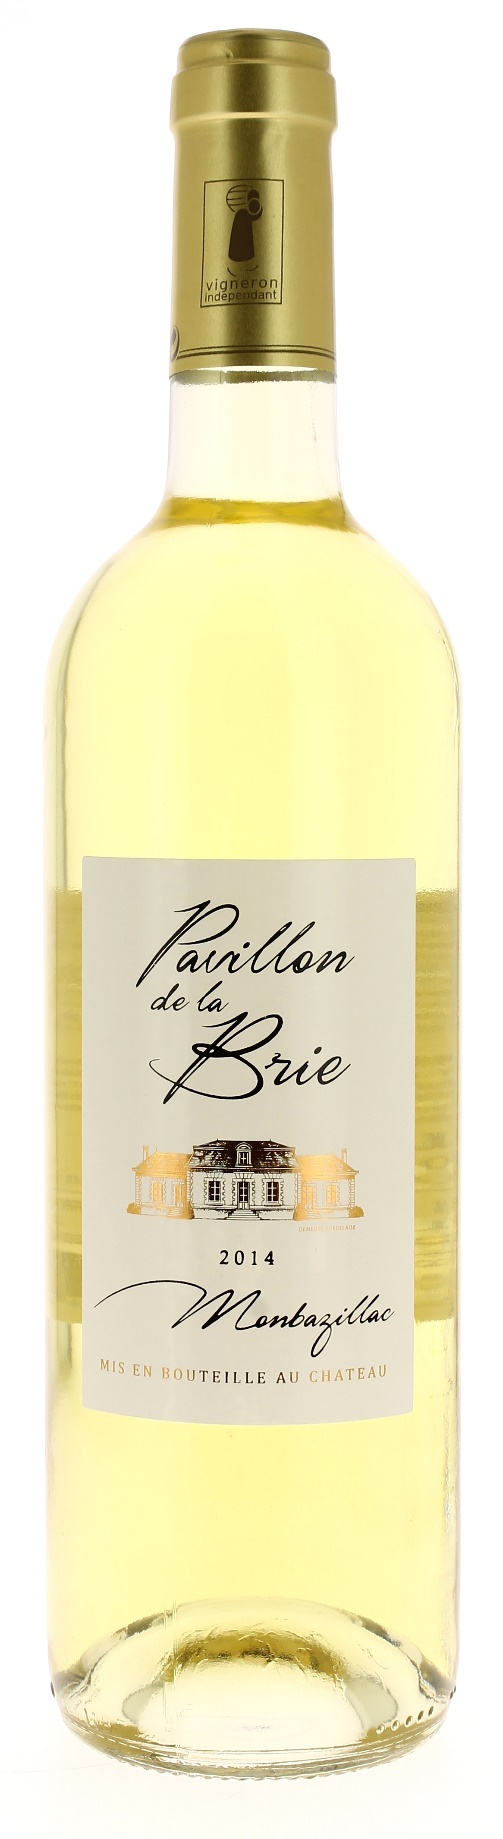 vigneron
indépendant
Pavillon
de la
Brie
2014
Monbazillac
MIS EN BOUTEILLE AU CHATEAU